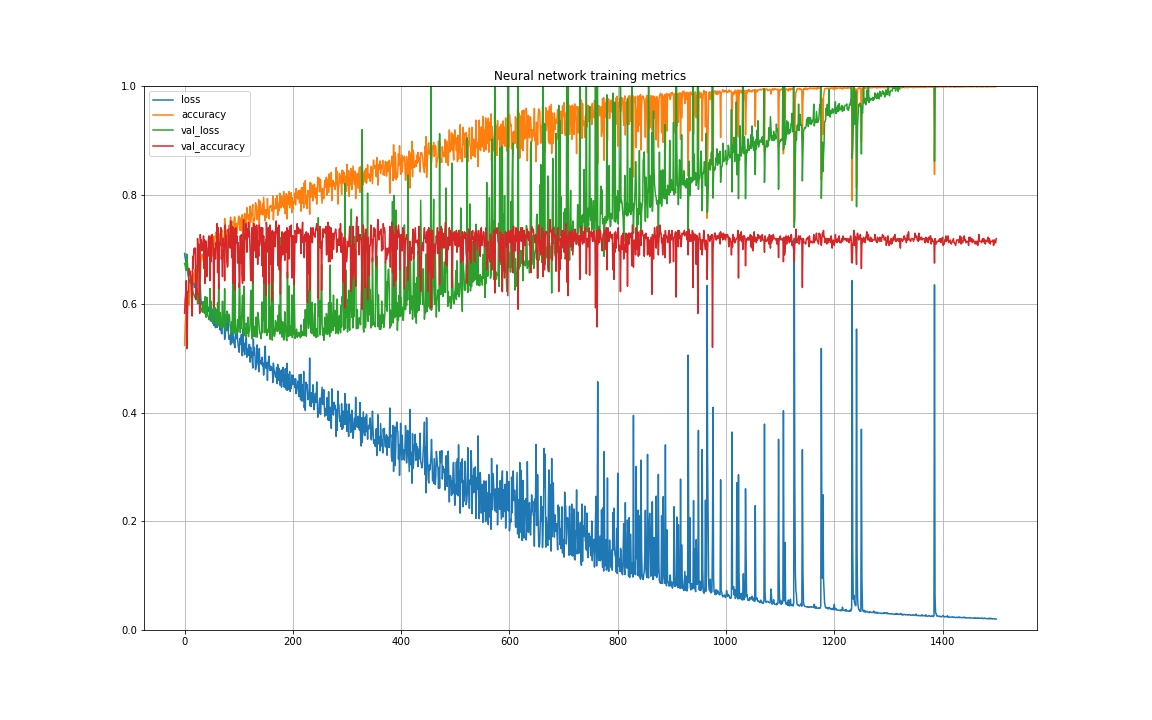 Neural network training metrics
1.0
loss
accuracy
val_loss
val_accuracy
0.8
0.6
0.4
0.2
0.0
0 200 400 600 800 1000 1200 1400